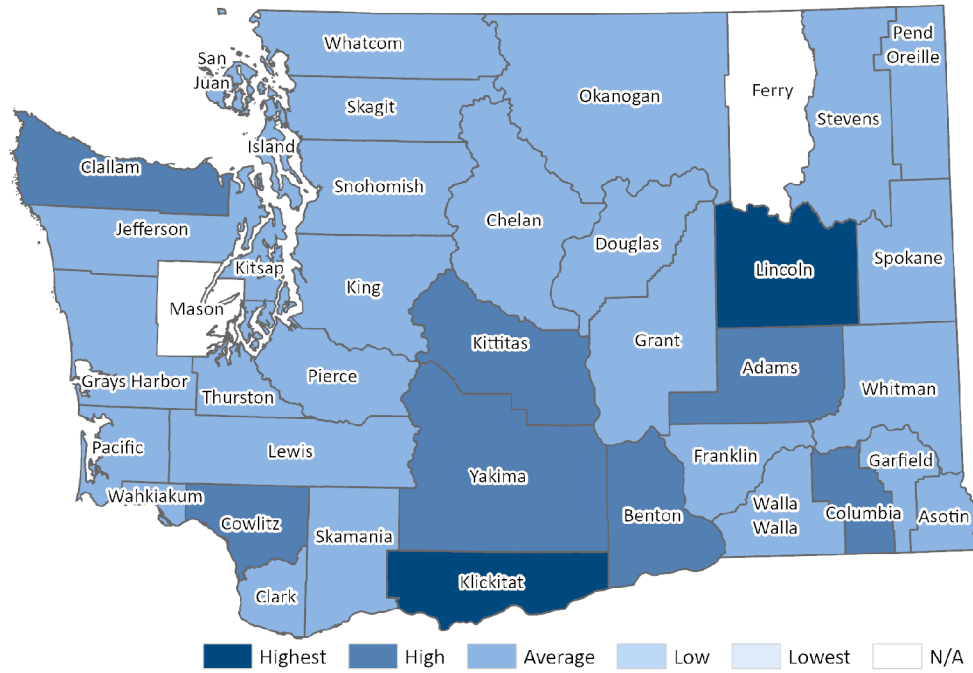 Whatcom
Pend
Oreille
San
Juan
Skagit
Okanogan
Ferry
Stevens
Island
Clallam
Snohomish
Chelan
Jefferson
Douglas
Kitsap
Lincoln
Spokane
King
Mason
Kittitas
Grant
Adams
Pierce
Grays Harbor
Thurston
Whitman
Pacific
Lewis
Yakima
Franklin
Garfield
Wahkiakum
Cowlitz
Skamania
Benton
Walla
Walla
Columbia
Asotin
Klickitat
Clark
Highest
High
Average
Low
Lowest
N/A